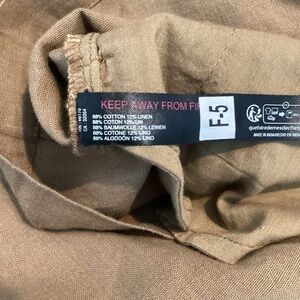 KEEP AWAY FROM FI
88% COTTON 12% LINEN
88% COTON 12% LIN
88% BAUMWOLLE 12% LEINEN
88% COTONE 12% LINO
88% ALGODÓN 12% LINO
F-5
quefairedemesdechets
MADE IN